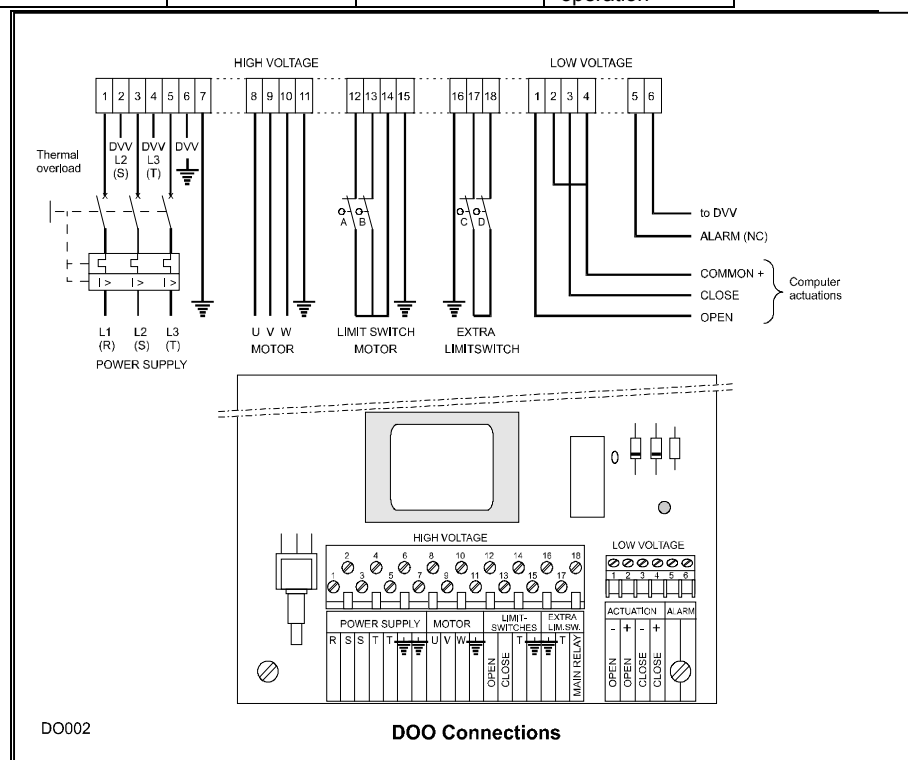 operation
HIGH VOLTAGE LOW VOLTAGE
1 2 3 4 5 6 7 8 9 10 11 12 13 14 15 16 17 18 1 2 3 4 5 6
Thermal
overload
DVV DVV DVV
L2 L3
(S) (T)
A B C D
to DVV
ALARM (NC)
COMMON +
CLOSE
OPEN
Computer
actuations
I > I > I >
L1 L2 L3
(R) (S) (T)
POWER SUPPLY
U V W
MOTOR
LIMIT SWITCH
MOTOR
EXTRA
LIMITSWITCH
HIGH VOLTAGE
2 4 6 8 10 12 14 16 18
1 3 5 7 9 11 13 15 17
LOW VOLTAGE
1 2 3 4 5 6
POWER SUPPLY MOTOR
LIMIT-
SWITCHES
EXTRA
LIM.SW.
R S S T T U V W OPEN CLOSE T T MAIN RELAY
ACTUATION ALARM
- + - +
OPEN OPEN CLOSE CLOSE
DO002
DOO Connections